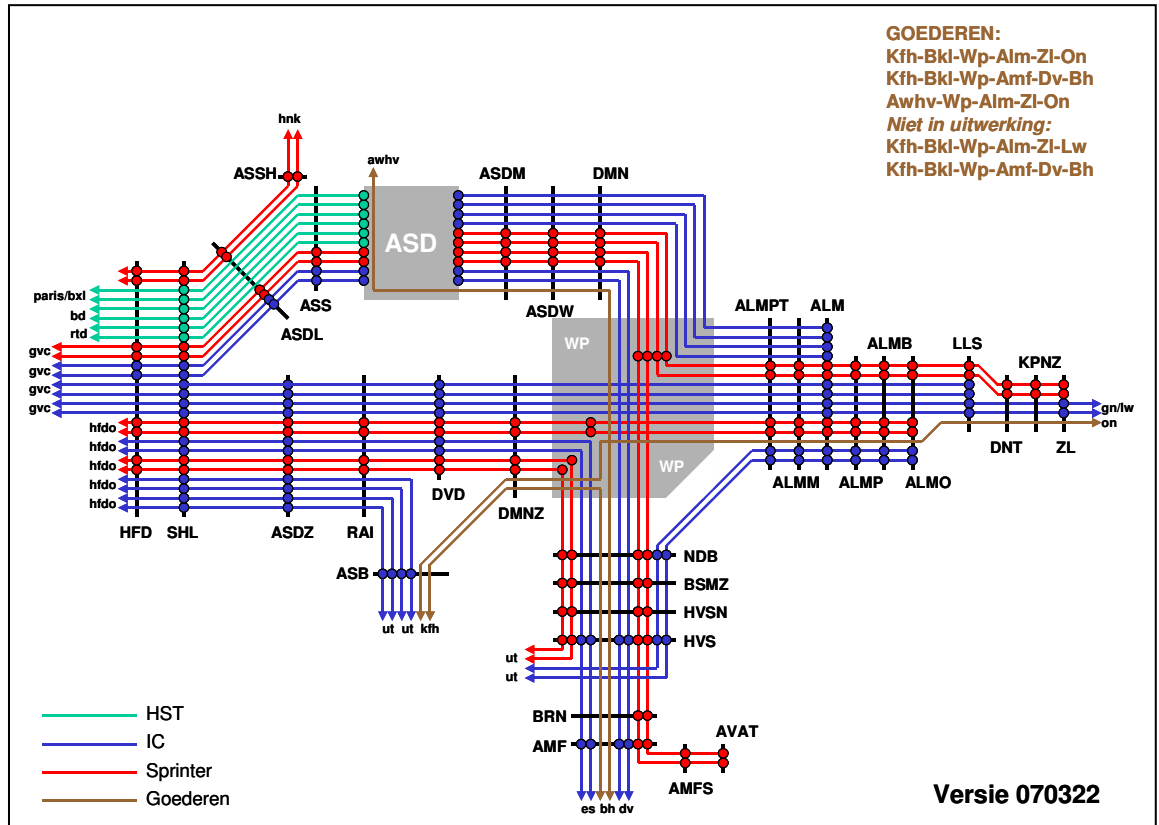 GOEDEREN:
Kfh-Bkl-Wp-Alm-Zl-On
Kfh-Bkl-Wp-Amf-Dv-Bh
Awhv-Wp-Alm-Zl-On
Niet in uitwerking:
Kfh-Bkl-Wp-Alm-Zl-Lw
Kfh-Bkl-Wp-Amf-Dv-Bh
hnk
awhv
ASSH
ASDM
DMN
ASD
paris/bxl
bd
rtd
ASS
ASDW
ASDL
ALMPT
ALM
WP
ALMB
LLS
KPNZ
gvc
gvc
gvc
gvc
gn/lw
on
hfdo
hfdo
hfdo
hfdo
hfdo
DNT
ZL
WP
DVD
ALMM
ALMP
ALMO
DMNZ
HFD
SHL
ASDZ
RAI
NDB
ASB
BSMZ
HVSN
ut
ut
kfh
HVS
ut
ut
BRN
AMF
AVAT
AMFS
es
bh
dv
HST
IC
Sprinter
Goederen
Versie 070322